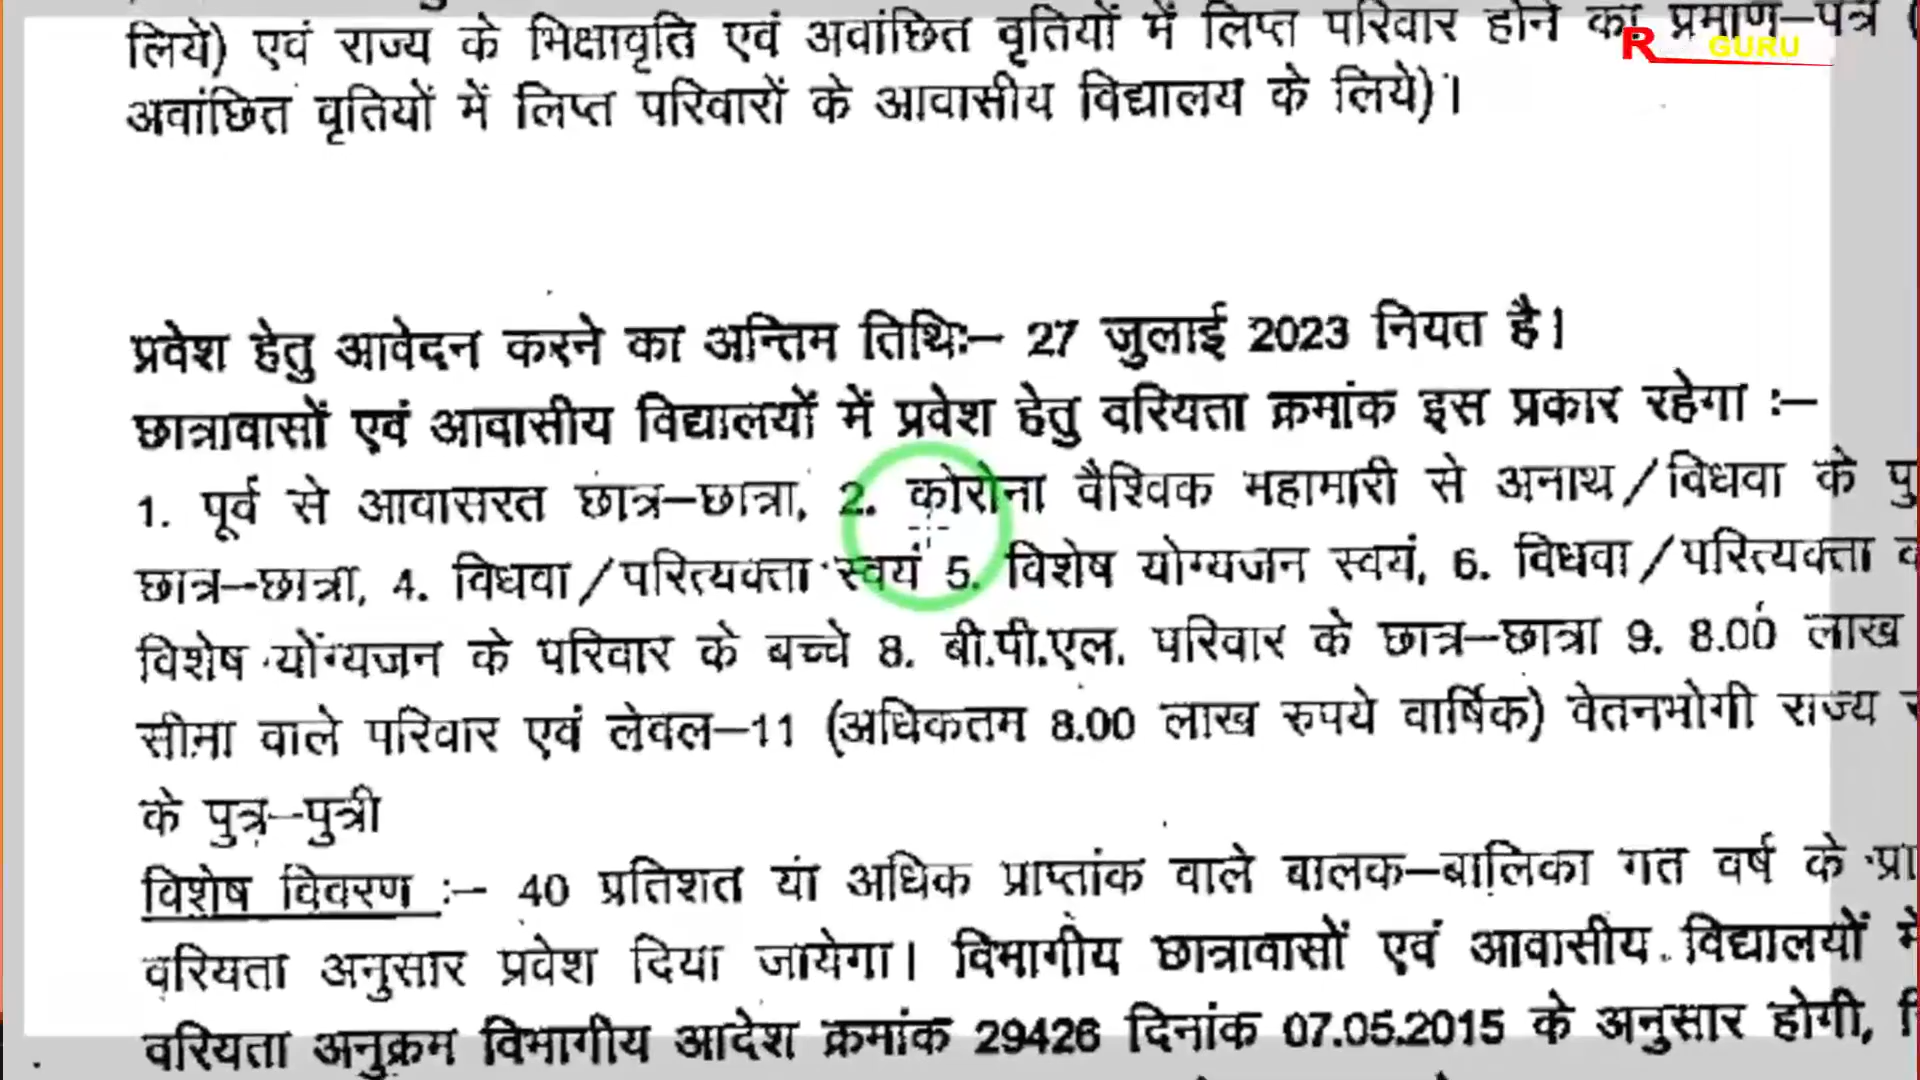 लिये) एवं राज्य के भिक्षावृति एवं अवांछित वृतियों में लिप्त परिवार होने का प्रमाण–पत्र (
R GURU
अवांछित वृतियों में लिप्त परिवारों के आवासीय विद्यालय के लिये)।
प्रवेश हेतु आवेदन करने का अन्तिम तिथिः– 27 जुलाई 2023 नियत है।
छात्रावासों एवं आवासीय विद्यालयों में प्रवेश हेतु वरियता क्रमांक इस प्रकार रहेगा :–
1. पूर्व से आवासरत छात्र–छात्रा, 2. कोरोना वैश्विक महामारी से अनाथ/विधवा के
छात्र–छात्रा, 4. विधवा/परित्यक्ता स्वयं 5. विशेष योग्यजन स्वयं, 6. विधवा/परित्यक्ता
विशेष योंग्यजन के परिवार के बच्चे 8. बी.पी.एल. परिवार के छात्र–छात्रा 9. 8.00 लाख
सीमा वाले परिवार एवं लेवल–11 (अधिकतम 8.00 लाख रुपये वार्षिक) वेतनभोगी राज्य
के पुत्र–पुत्री
विशेष विवरण :– 40 प्रतिशत या अधिक प्राप्तांक वाले बालक–बालिका गत वर्ष के
वरियता अनुसार प्रवेश दिया जायेगा। विभागीय छात्रावासों एवं आवासीय विद्यालयों
वरियता अनुक्रम विभागीय आदेश क्रमांक 29426 दिनांक 07.05.2015 के अनुसार होगी,